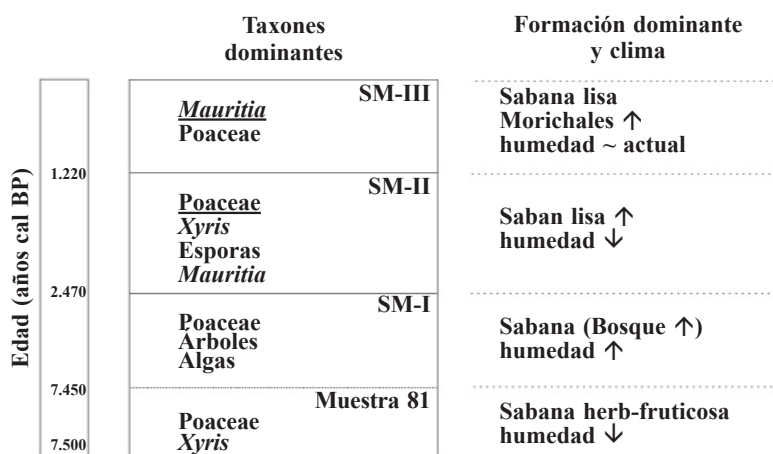 Taxones
dominantes
Formación dominante
y clima
Edad (años cal BP)
SM-III
Mauritia
Poaceae
Sabana lisa
Morichales ↑
humedad ~ actual
1.220
SM-II
Poaceae
Xyris
Esporas
Mauritia
Saban lisa ↑
humedad ↓
2.470
SM-I
Poaceae
Árboles
Algas
Sabana (Bosque ↑)
humedad ↑
7.450
Muestra 81
Poaceae
Xyris
Sabana herb-fruticosa
humedad ↓
7.500